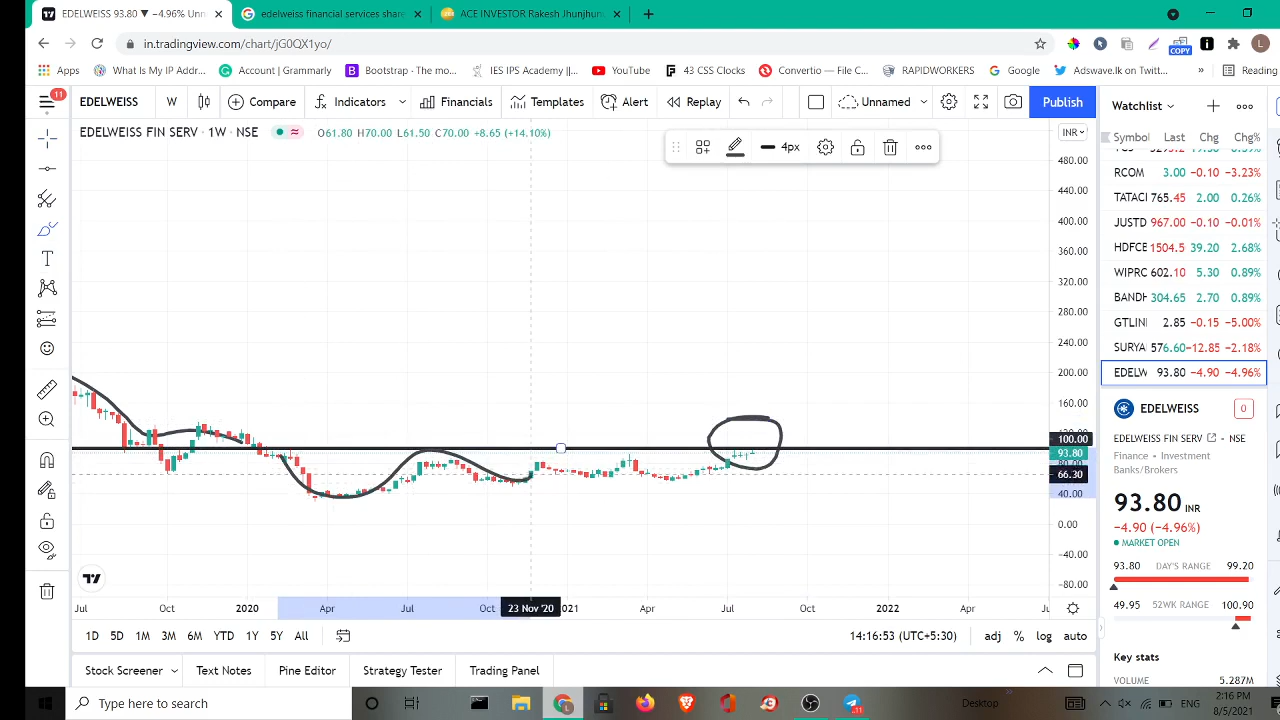 EDELWEISS 93.80 ▼ −4.96% Unn
edelweiss financial services share
ACE INVESTOR Rakesh Jhunjhun
in.tradingview.com/chart/jG0QX1yo/
COPY
L
Apps
What Is My IP Addr...
Account | Grammarly
Bootstrap - The mo...
IES IPS Academy ||...
YouTube
43 CSS Clocks
Convertio — File C...
RAPIDWORKERS
Google
Adswave.lk on Twitt...
»
Reading
11
EDELWEISS
W
Compare
Indicators
Financials
Templates
Alert
Replay
Unnamed
Publish
Watchlist
EDELWEISS FIN SERV · 1W · NSE
O61.80 H70.00 L61.50 C70.00 +8.65 (+14.10%)
4px
INR
Symbol Last Chg Chg%
RCOM 3.00 −0.10 −3.23%
TATACI 765.45 2.00 0.26%
JUSTD 967.00 −0.10 −0.01%
HDFCE 1504.5 39.20 2.68%
WIPRC 602.10 5.30 0.89%
BANDH 304.65 2.70 0.89%
GTLINI 2.85 −0.15 −5.00%
SURYA 576.60 −12.85 −2.18%
EDELW 93.80 −4.90 −4.96%
480.00
440.00
400.00
360.00
320.00
280.00
240.00
200.00
160.00
100.00
93.80
66.30
40.00
0.00
−40.00
−80.00
EDELWEISS
0
EDELWEISS FIN SERV · NSE
Finance · Investment
Banks/Brokers
93.80 INR
−4.90 (−4.96%)
MARKET OPEN
93.80 DAY'S RANGE 99.20
49.95 52WK RANGE 100.90
Key stats
VOLUME 5.287M
Jul Oct 2020 Apr Jul Oct 23 Nov '20 2021 Apr Jul Oct 2022 Apr Ju
1D 5D 1M 3M 6M YTD 1Y 5Y All
14:16:53 (UTC+5:30)
adj % log auto
Stock Screener
Text Notes
Pine Editor
Strategy Tester
Trading Panel
Type here to search
11
Desktop
»
ENG
2:16 PM
8/5/2021